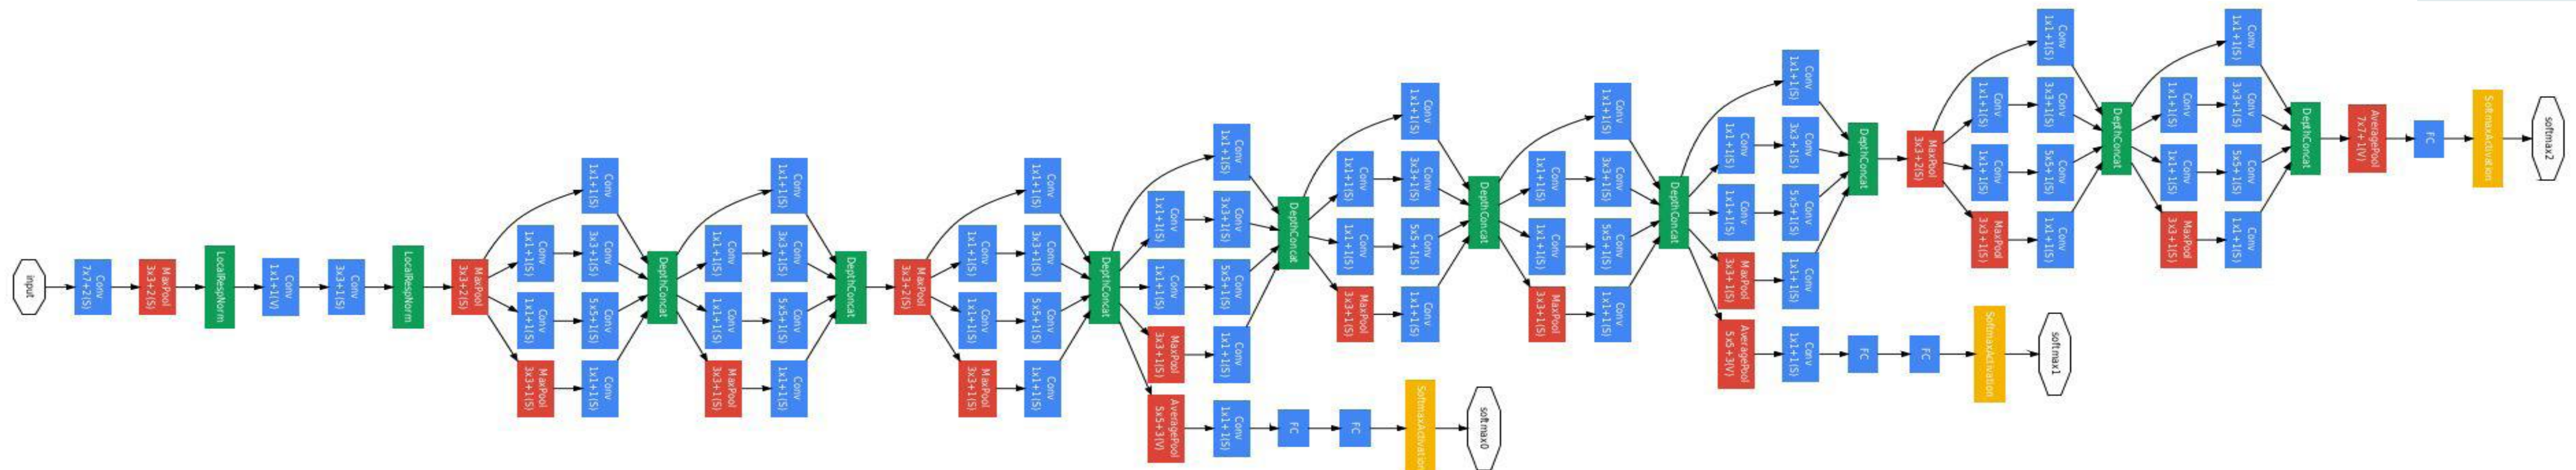 input
Conv
7x7+2(S)
MaxPool
3x3+2(S)
LocalRespNorm
Conv
1x1+1(V)
Conv
3x3+1(S)
LocalRespNorm
MaxPool
3x3+2(S)
Conv
1x1+1(S)
Conv
1x1+1(S)
MaxPool
3x3+1(S)
Conv
1x1+1(S)
Conv
3x3+1(S)
Conv
5x5+1(S)
Conv
1x1+1(S)
DepthConcat
Conv
1x1+1(S)
Conv
1x1+1(S)
MaxPool
3x3+1(S)
Conv
1x1+1(S)
Conv
3x3+1(S)
Conv
5x5+1(S)
Conv
1x1+1(S)
DepthConcat
MaxPool
3x3+2(S)
Conv
1x1+1(S)
Conv
1x1+1(S)
MaxPool
3x3+1(S)
Conv
1x1+1(S)
Conv
3x3+1(S)
Conv
5x5+1(S)
Conv
1x1+1(S)
DepthConcat
Conv
1x1+1(S)
Conv
1x1+1(S)
MaxPool
3x3+1(S)
AveragePool
5x5+3(V)
Conv
1x1+1(S)
Conv
3x3+1(S)
Conv
5x5+1(S)
Conv
1x1+1(S)
Conv
1x1+1(S)
DepthConcat
FC
FC
SoftmaxActivation
softmax0
Conv
1x1+1(S)
Conv
1x1+1(S)
MaxPool
3x3+1(S)
Conv
1x1+1(S)
Conv
3x3+1(S)
Conv
5x5+1(S)
Conv
1x1+1(S)
DepthConcat
Conv
1x1+1(S)
Conv
1x1+1(S)
MaxPool
3x3+1(S)
Conv
1x1+1(S)
Conv
3x3+1(S)
Conv
5x5+1(S)
Conv
1x1+1(S)
DepthConcat
Conv
1x1+1(S)
Conv
1x1+1(S)
MaxPool
3x3+1(S)
AveragePool
5x5+3(V)
Conv
1x1+1(S)
Conv
3x3+1(S)
Conv
5x5+1(S)
Conv
1x1+1(S)
Conv
1x1+1(S)
DepthConcat
FC
FC
SoftmaxActivation
softmax1
MaxPool
3x3+2(S)
Conv
1x1+1(S)
Conv
1x1+1(S)
MaxPool
3x3+1(S)
Conv
1x1+1(S)
Conv
3x3+1(S)
Conv
5x5+1(S)
Conv
1x1+1(S)
DepthConcat
Conv
1x1+1(S)
Conv
1x1+1(S)
MaxPool
3x3+1(S)
Conv
1x1+1(S)
Conv
3x3+1(S)
Conv
5x5+1(S)
Conv
1x1+1(S)
DepthConcat
AveragePool
7x7+1(V)
FC
SoftmaxActivation
softmax2